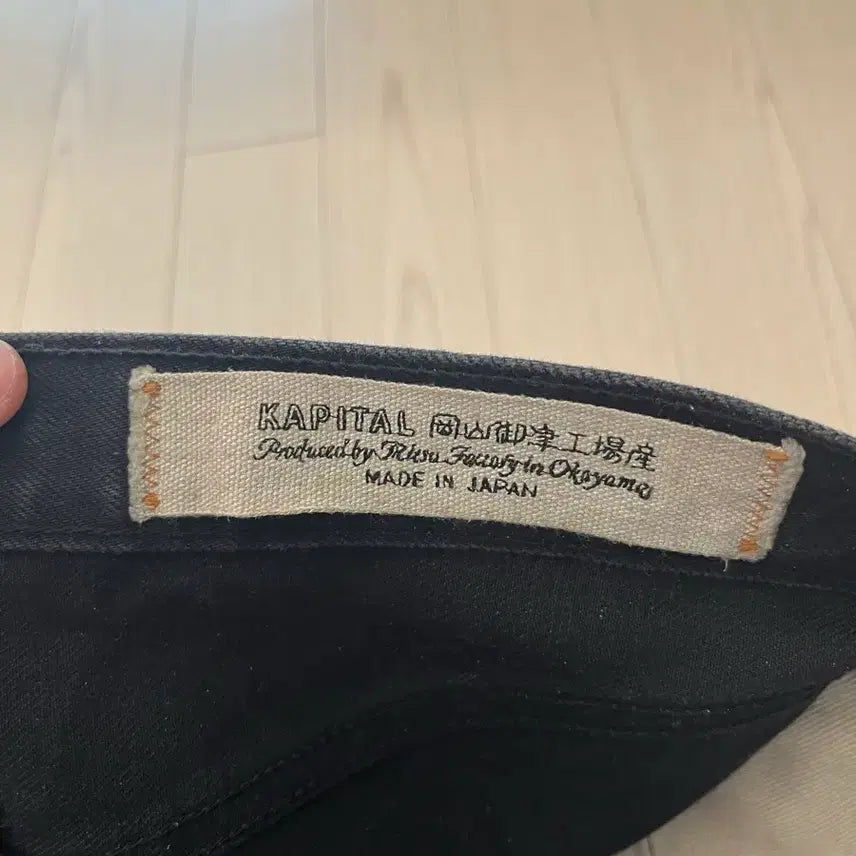 KAPITAL 岡山御津工場産
Produced by Mitsu Factory in Okayama
MADE IN JAPAN